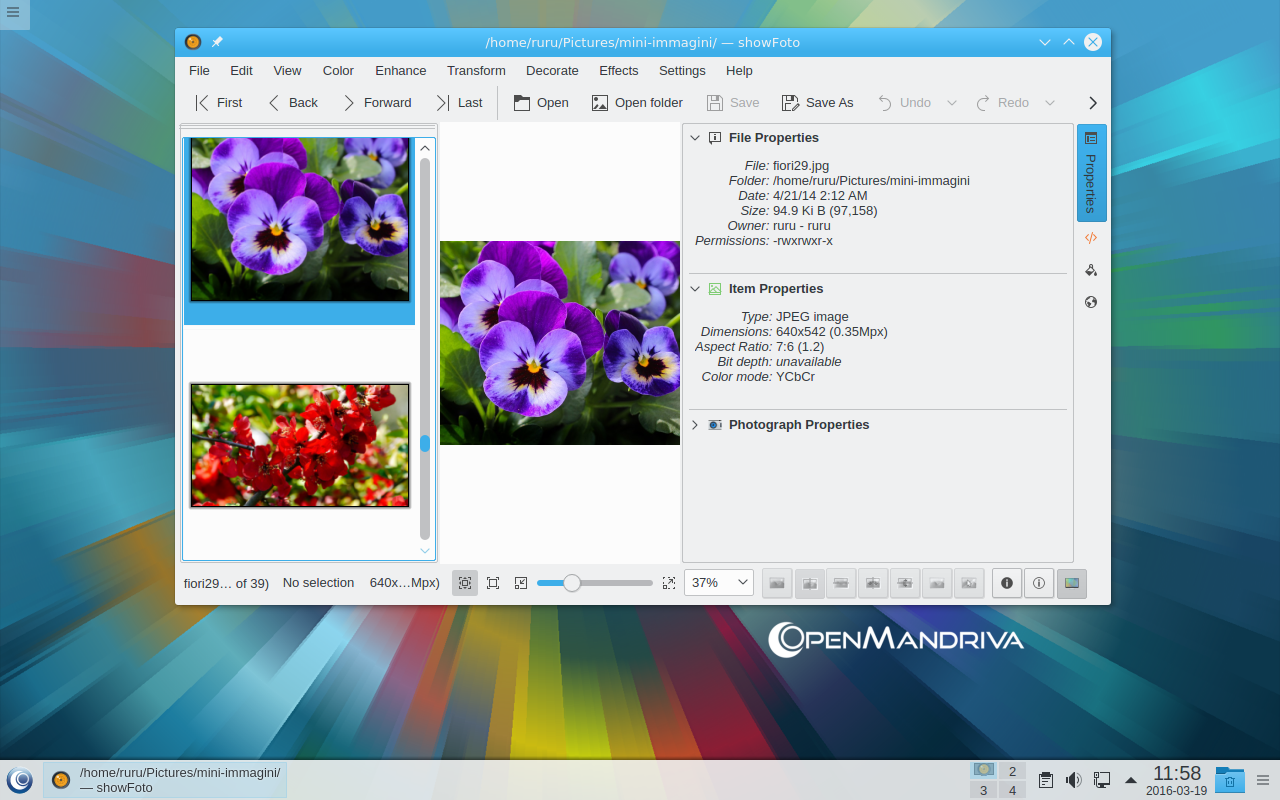 /home/ruru/Pictures/mini-immagini/ — showFoto
File Edit View Color Enhance Transform Decorate Effects Settings Help
First Back Forward Last Open Open folder Save Save As Undo Redo
File Properties
File: fiori29.jpg
Folder: /home/ruru/Pictures/mini-immagini
Date: 4/21/14 2:12 AM
Size: 94.9 Ki B (97,158)
Owner: ruru - ruru
Permissions: -rwxrwxr-x
Item Properties
Type: JPEG image
Dimensions: 640x542 (0.35Mpx)
Aspect Ratio: 7:6 (1.2)
Bit depth: unavailable
Color mode: YCbCr
Photograph Properties
Properties
fiori29... of 39) No selection 640x...Mpx) 37%
OPENMANDRIVA
/home/ruru/Pictures/mini-immagini/
— showFoto
2
3 4
11:58
2016-03-19